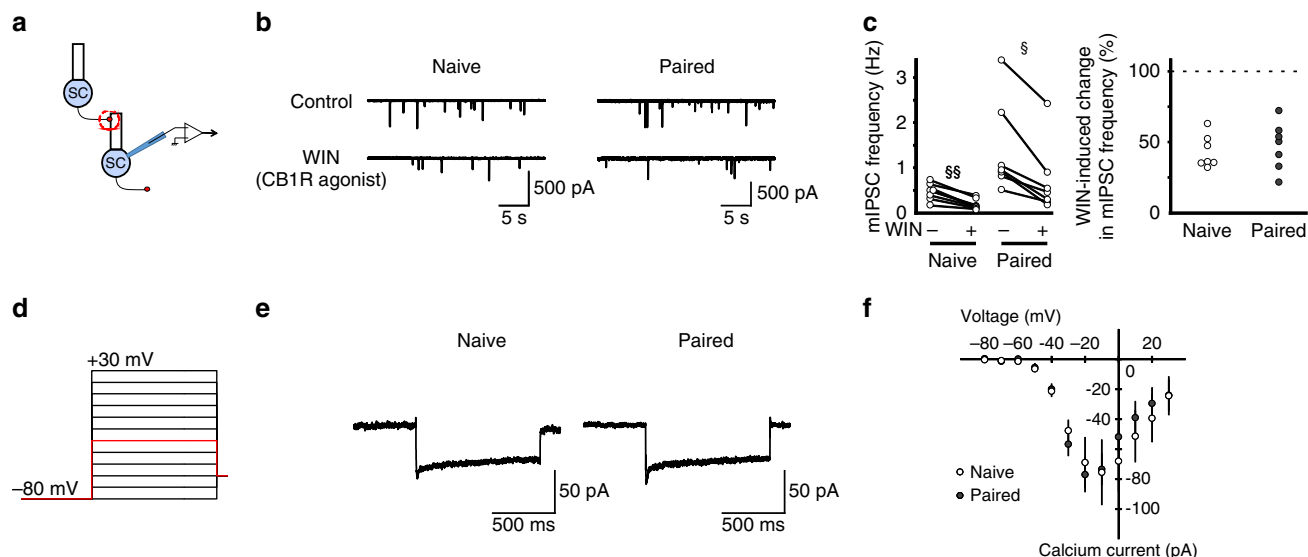 a
SC
SC
b
Naive
Paired
Control
WIN
(CB1R agonist)
500 pA
5 s
500 pA
5 s
c
mIPSC frequency (Hz)
3
2
1
0
§§
§
WIN – + – +
Naive Paired
WIN-induced change
in mIPSC frequency (%)
100
50
0
Naive Paired
d
+30 mV
–80 mV
e
Naive
Paired
50 pA
500 ms
50 pA
500 ms
f
Voltage (mV)
–80 –60 -40 –20 20
0
-20
-40
-60
-80
-100
Naive
Paired
Calcium current (pA)